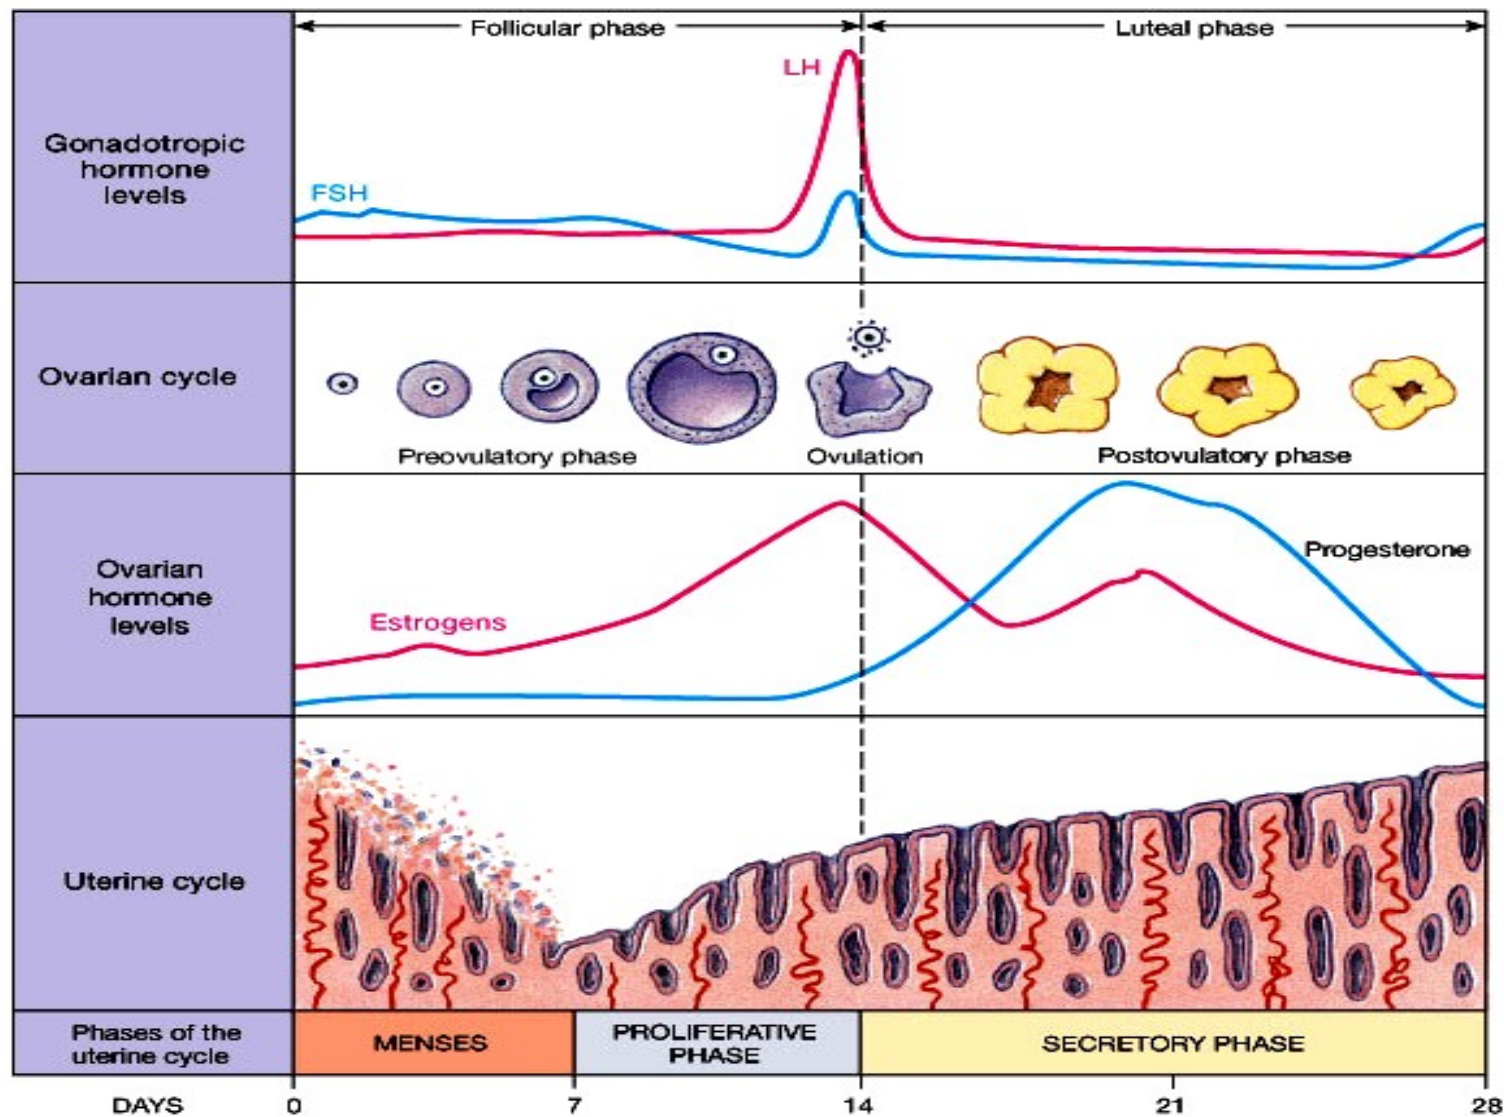 Follicular phase
Luteal phase
LH
Gonadotropic
hormone
levels
FSH
Ovarian cycle
Preovulatory phase
Ovulation
Postovulatory phase
Ovarian
hormone
levels
Progesterone
Estrogens
Uterine cycle
Phases of the
uterine cycle
MENSES
PROLIFERATIVE
PHASE
SECRETORY PHASE
DAYS 0 7 14 21 28